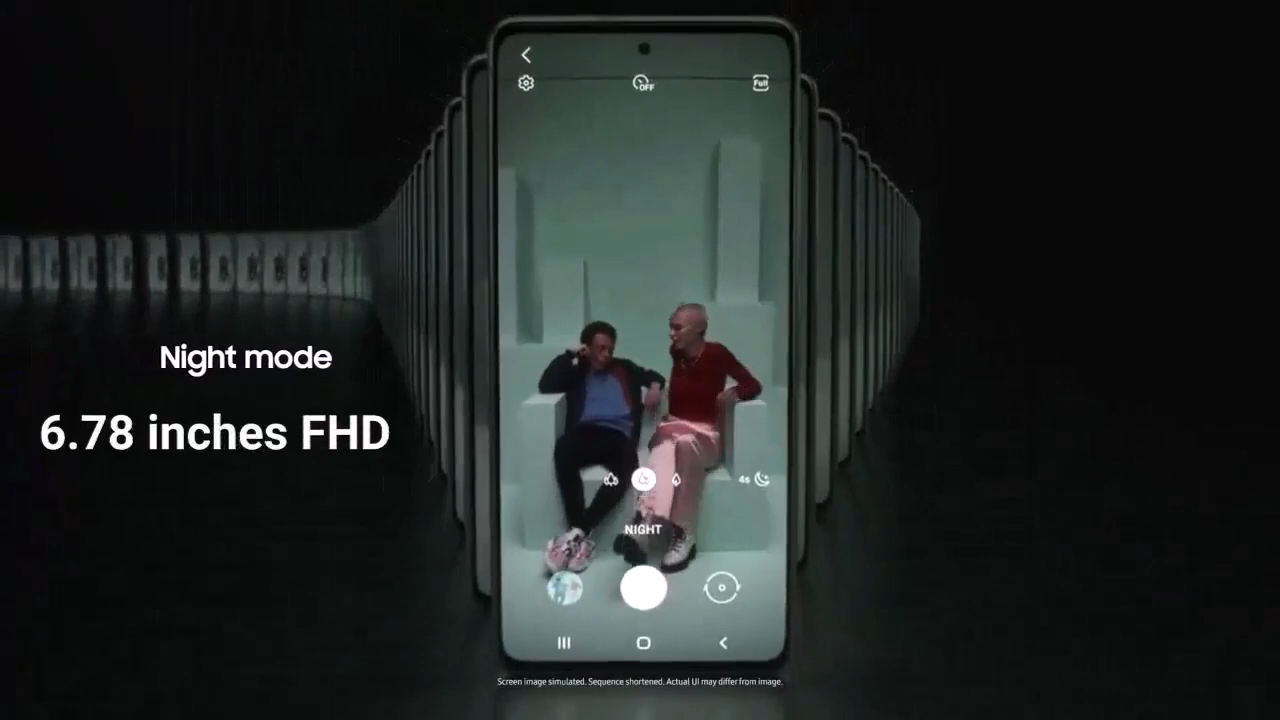 OFF
Full
Night mode
6.78 inches FHD
4s
NIGHT
Screen image simulated. Sequence shortened. Actual UI may differ from image.